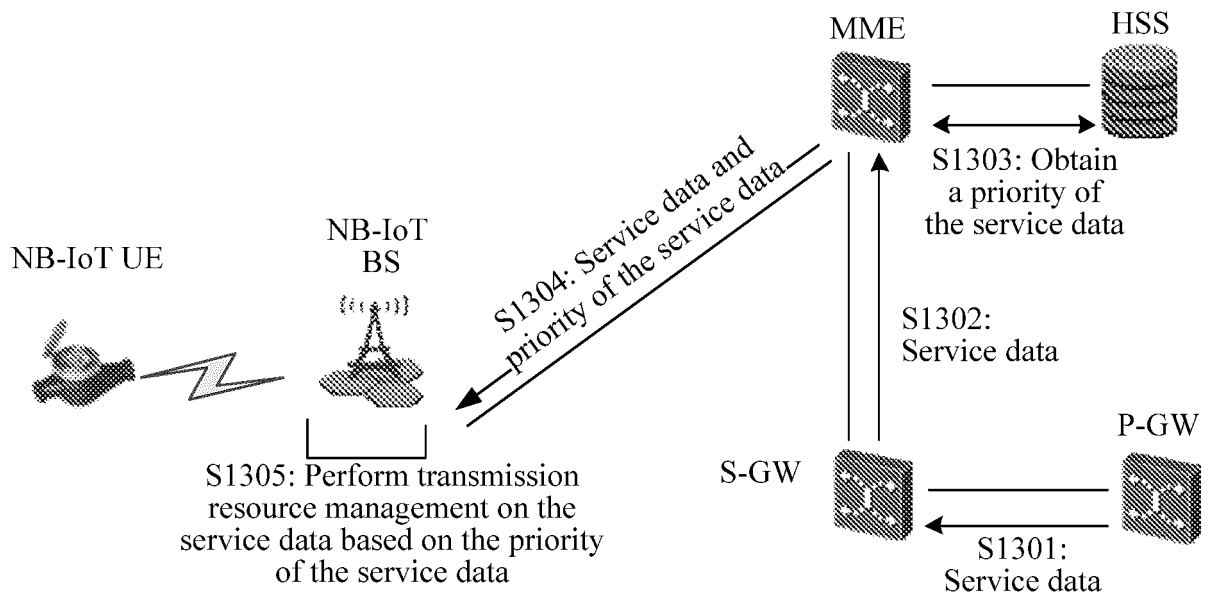 MME
HSS
S1303: Obtain
a priority of
the service data
S1304: Service data and
priority of the service data
NB-IoT
BS
NB-IoT UE
S1302:
Service data
P-GW
S-GW
S1305: Perform transmission
resource management on the
service data based on the priority
of the service data
S1301:
Service data